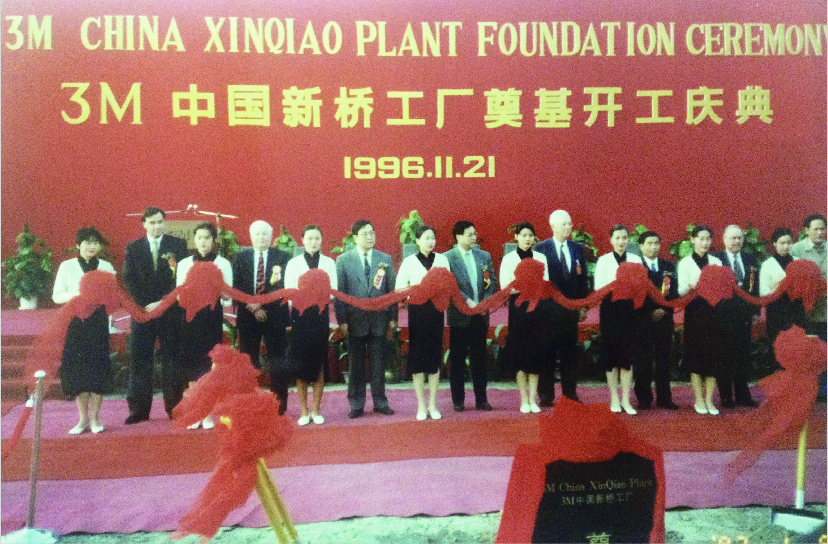 3M CHINA XINQIAO PLANT FOUNDATION CEREMONY
3M 中国新桥工厂奠基开工庆典
1996.11.21
3M China XinQiao Plant
3M中国新桥工厂
奠